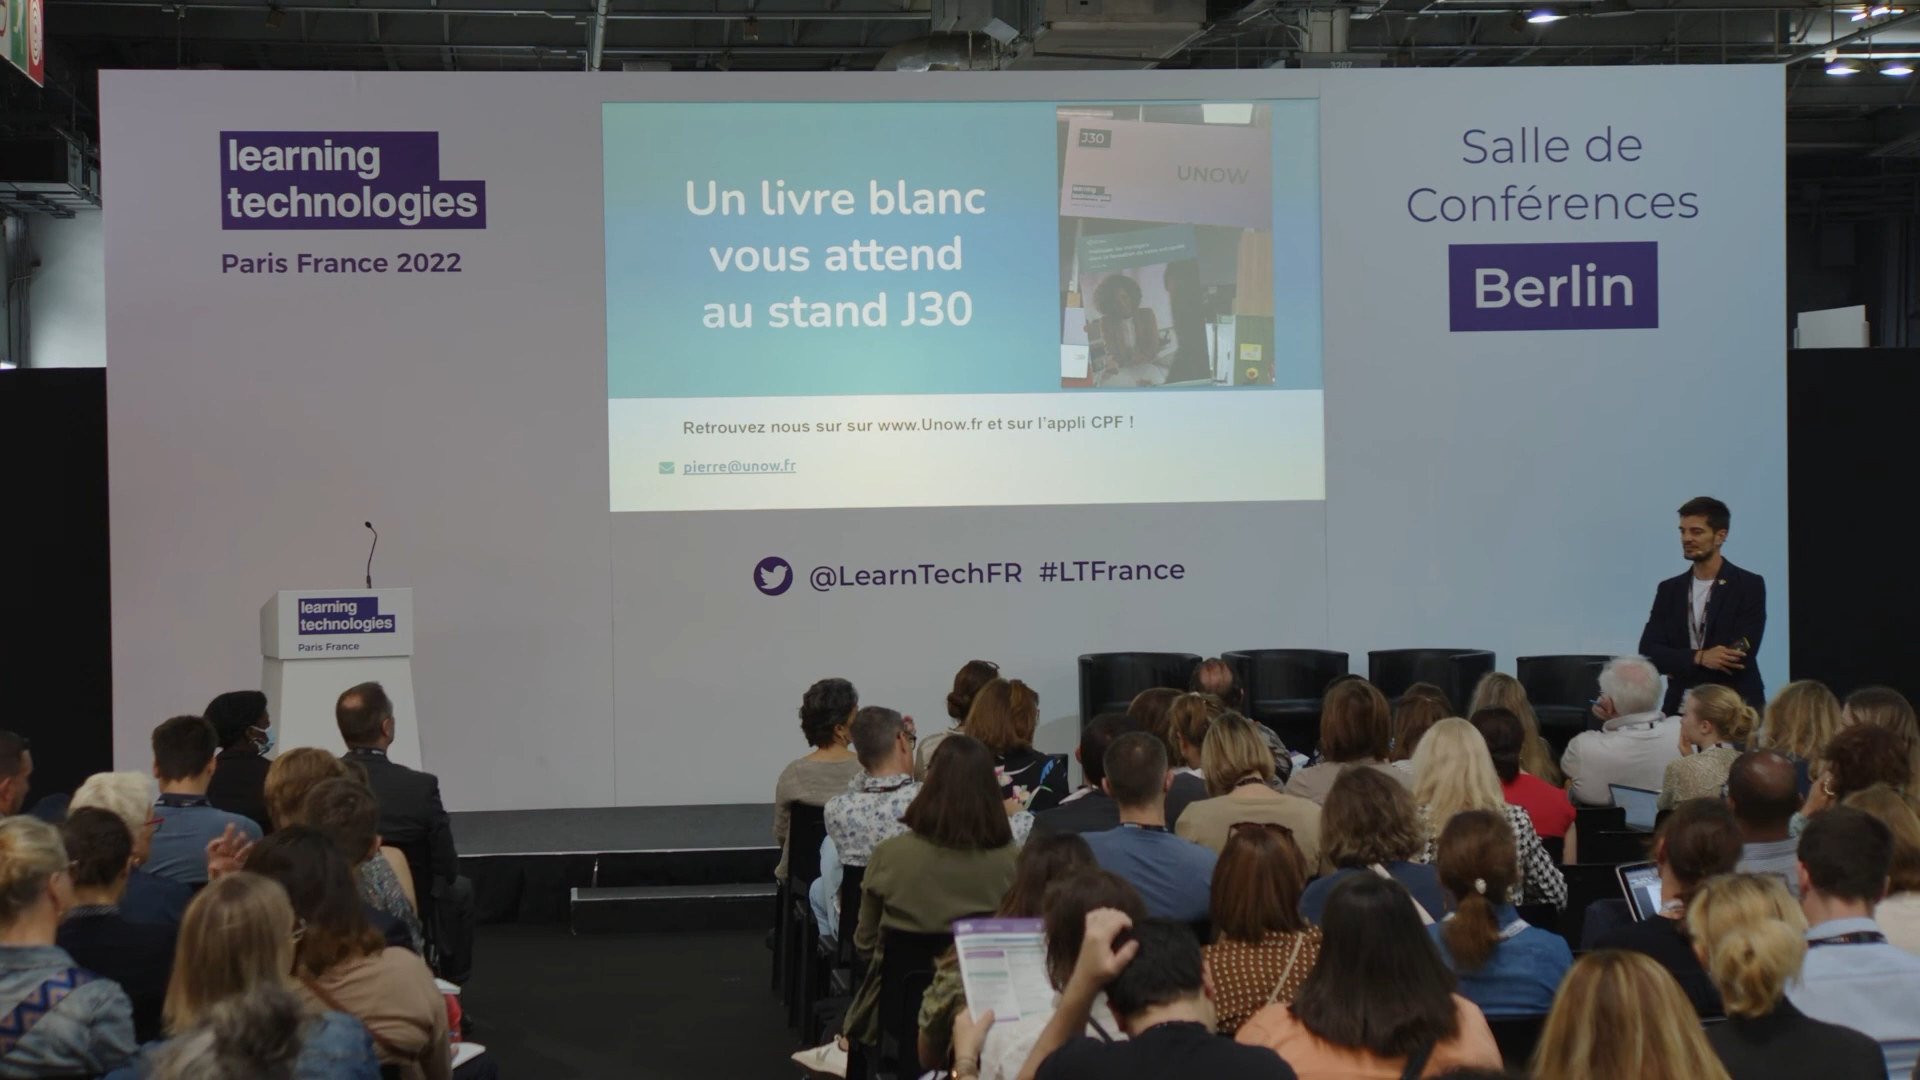 learning
technologies
Paris France 2022
Un livre blanc
vous attend
au stand J30
J30
UNOW
Retrouvez nous sur sur www.Unow.fr et sur l'appli CPF !
pierre@unow.fr
@LearnTechFR #LTFrance
Salle de
Conférences
Berlin
learning
technologies
Paris France
3207